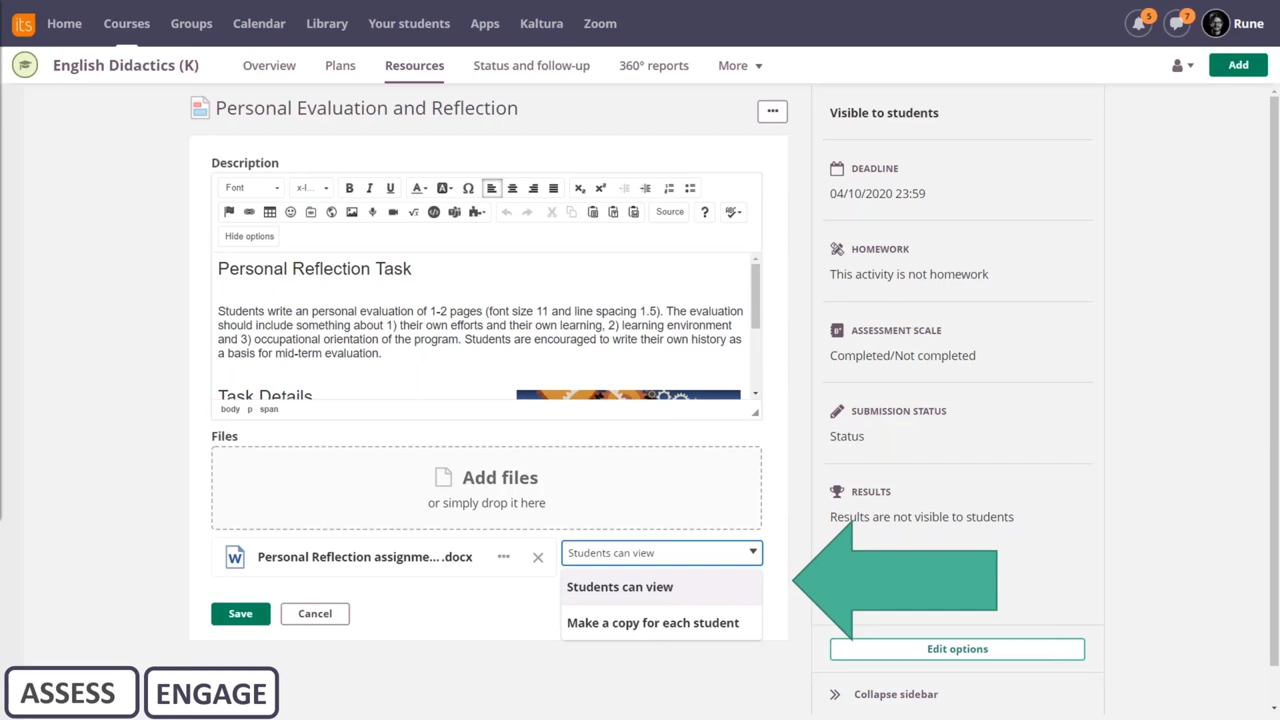 its Home Courses Groups Calendar Library Your students Apps Kaltura Zoom 5 7 Rune
English Didactics (K) Overview Plans Resources Status and follow-up 360° reports More Add
Personal Evaluation and Reflection
Description
Font x-l... B I U A A Ω x₂ x²
Source ?
Hide options
Personal Reflection Task
Students write an personal evaluation of 1-2 pages (font size 11 and line spacing 1.5). The evaluation
should include something about 1) their own efforts and their own learning, 2) learning environment
and 3) occupational orientation of the program. Students are encouraged to write their own history as
a basis for mid-term evaluation.
Task Details
body p span
Files
Add files
or simply drop it here
W Personal Reflection assignme... .docx Students can view
Students can view
Make a copy for each student
Save Cancel
Visible to students
DEADLINE
04/10/2020 23:59
HOMEWORK
This activity is not homework
ASSESSMENT SCALE
Completed/Not completed
SUBMISSION STATUS
Status
RESULTS
Results are not visible to students
Edit options
Collapse sidebar
ASSESS ENGAGE